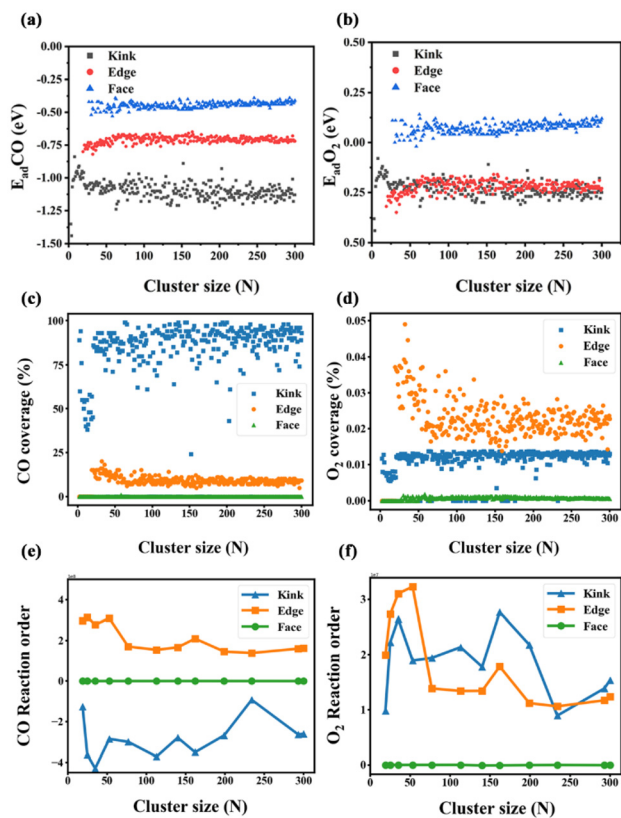 (a)
0.00
-0.25
-0.50
-0.75
-1.00
-1.25
-1.50
E_adCO (eV)
Kink
Edge
Face
0 50 100 150 200 250 300
Cluster size (N)
(b)
0.50
0.25
0.00
0.25
0.50
E_adO₂ (eV)
Kink
Edge
Face
0 50 100 150 200 250 300
Cluster size (N)
(c)
100
75
50
25
0
CO coverage (%)
Kink
Edge
Face
0 50 100 150 200 250 300
Cluster size (N)
(d)
0.05
0.04
0.03
0.02
0.01
0.00
O₂ coverage (%)
Kink
Edge
Face
0 50 100 150 200 250 300
Cluster size (N)
(e)
4
2
0
−2
−4
CO Reaction order
Kink
Edge
Face
0 50 100 150 200 250 300
Cluster size (N)
(f)
3
2
1
0
O₂ Reaction order
Kink
Edge
Face
0 50 100 150 200 250 300
Cluster size (N)